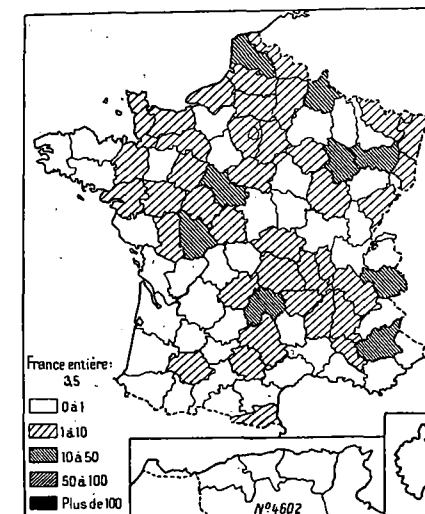 France entière:
3,5
0 à 1
1 à 10
10 à 50
50 à 100
Plus de 100
Nº4602